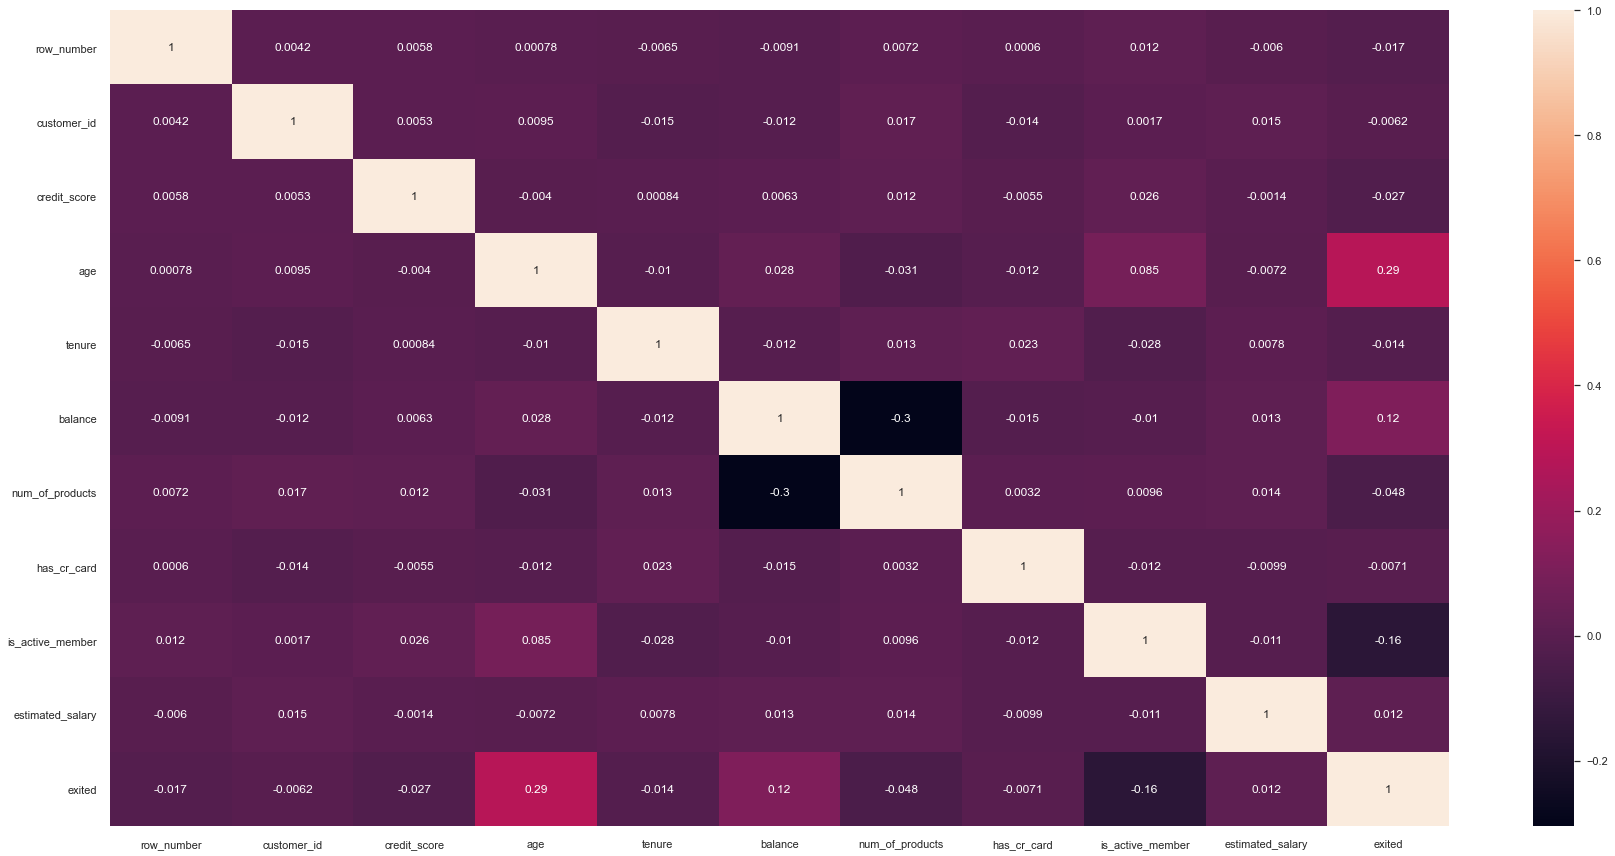 row_number 1 0.0042 0.0058 0.00078 -0.0065 -0.0091 0.0072 0.0006 0.012 -0.006 -0.017
customer_id 0.0042 1 0.0053 0.0095 -0.015 -0.012 0.017 -0.014 0.0017 0.015 -0.0062
credit_score 0.0058 0.0053 1 -0.004 0.00084 0.0063 0.012 -0.0055 0.026 -0.0014 -0.027
age 0.00078 0.0095 -0.004 1 -0.01 0.028 -0.031 -0.012 0.085 -0.0072 0.29
tenure -0.0065 -0.015 0.00084 -0.01 1 -0.012 0.013 0.023 -0.028 0.0078 -0.014
balance -0.0091 -0.012 0.0063 0.028 -0.012 1 -0.3 -0.015 -0.01 0.013 0.12
num_of_products 0.0072 0.017 0.012 -0.031 0.013 -0.3 1 0.0032 0.0096 0.014 -0.048
has_cr_card 0.0006 -0.014 -0.0055 -0.012 0.023 -0.015 0.0032 1 -0.012 -0.0099 -0.0071
is_active_member 0.012 0.0017 0.026 0.085 -0.028 -0.01 0.0096 -0.012 1 -0.011 -0.16
estimated_salary -0.006 0.015 -0.0014 -0.0072 0.0078 0.013 0.014 -0.0099 -0.011 1 0.012
exited -0.017 -0.0062 -0.027 0.29 -0.014 0.12 -0.048 -0.0071 -0.16 0.012 1
row_number customer_id credit_score age tenure balance num_of_products has_cr_card is_active_member estimated_salary exited
1.0
0.8
0.6
0.4
0.2
0.0
−0.2